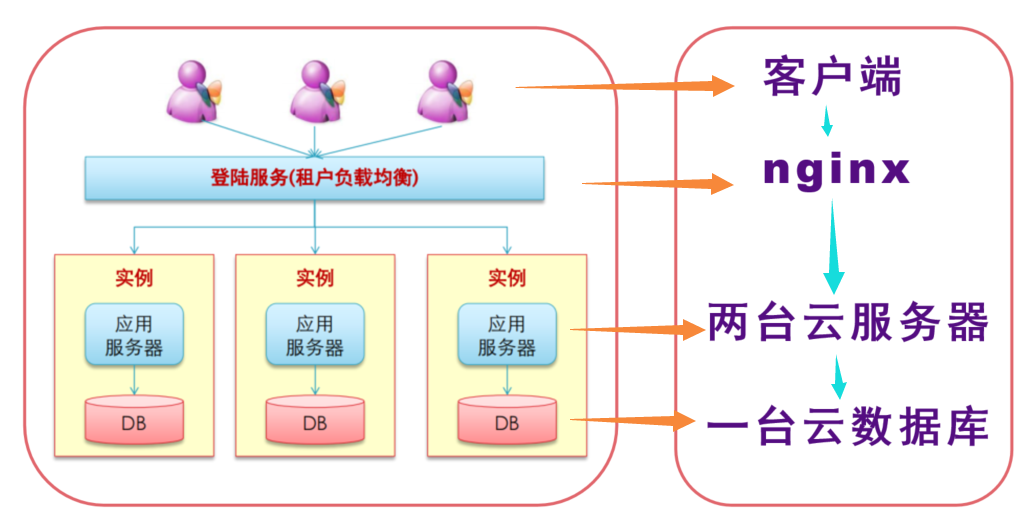 客户端
登陆服务(租户负载均衡)
nginx
实例
实例
实例
应用
服务器
应用
服务器
应用
服务器
两台云服务器
DB
DB
DB
一台云数据库